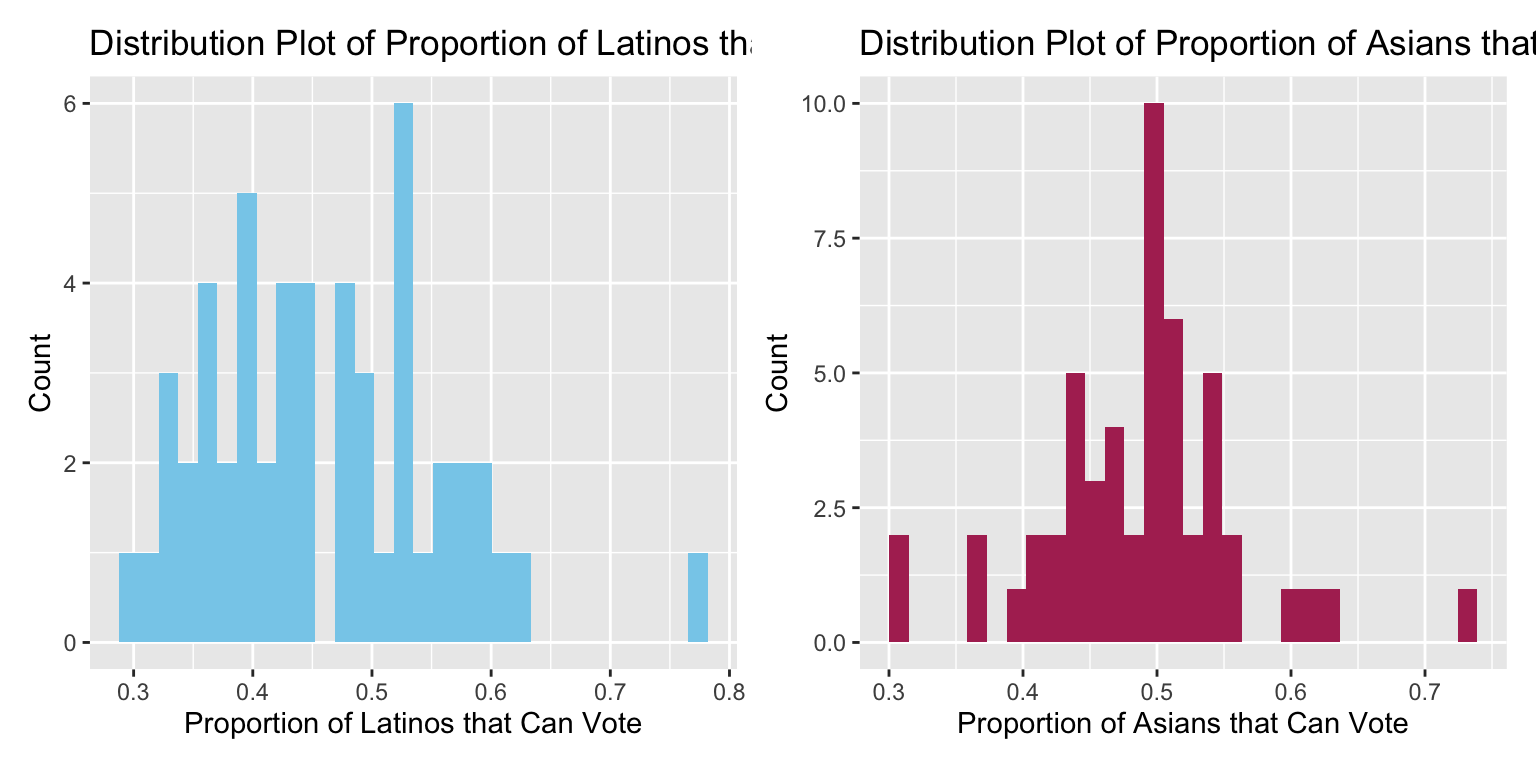 Distribution Plot of Proportion of Latinos
6
4
2
0
Count
0.3 0.4 0.5 0.6 0.7 0.8
Proportion of Latinos that Can Vote
Distribution Plot of Proportion of Asians that
10.0
7.5
5.0
2.5
0.0
Count
0.3 0.4 0.5 0.6 0.7
Proportion of Asians that Can Vote